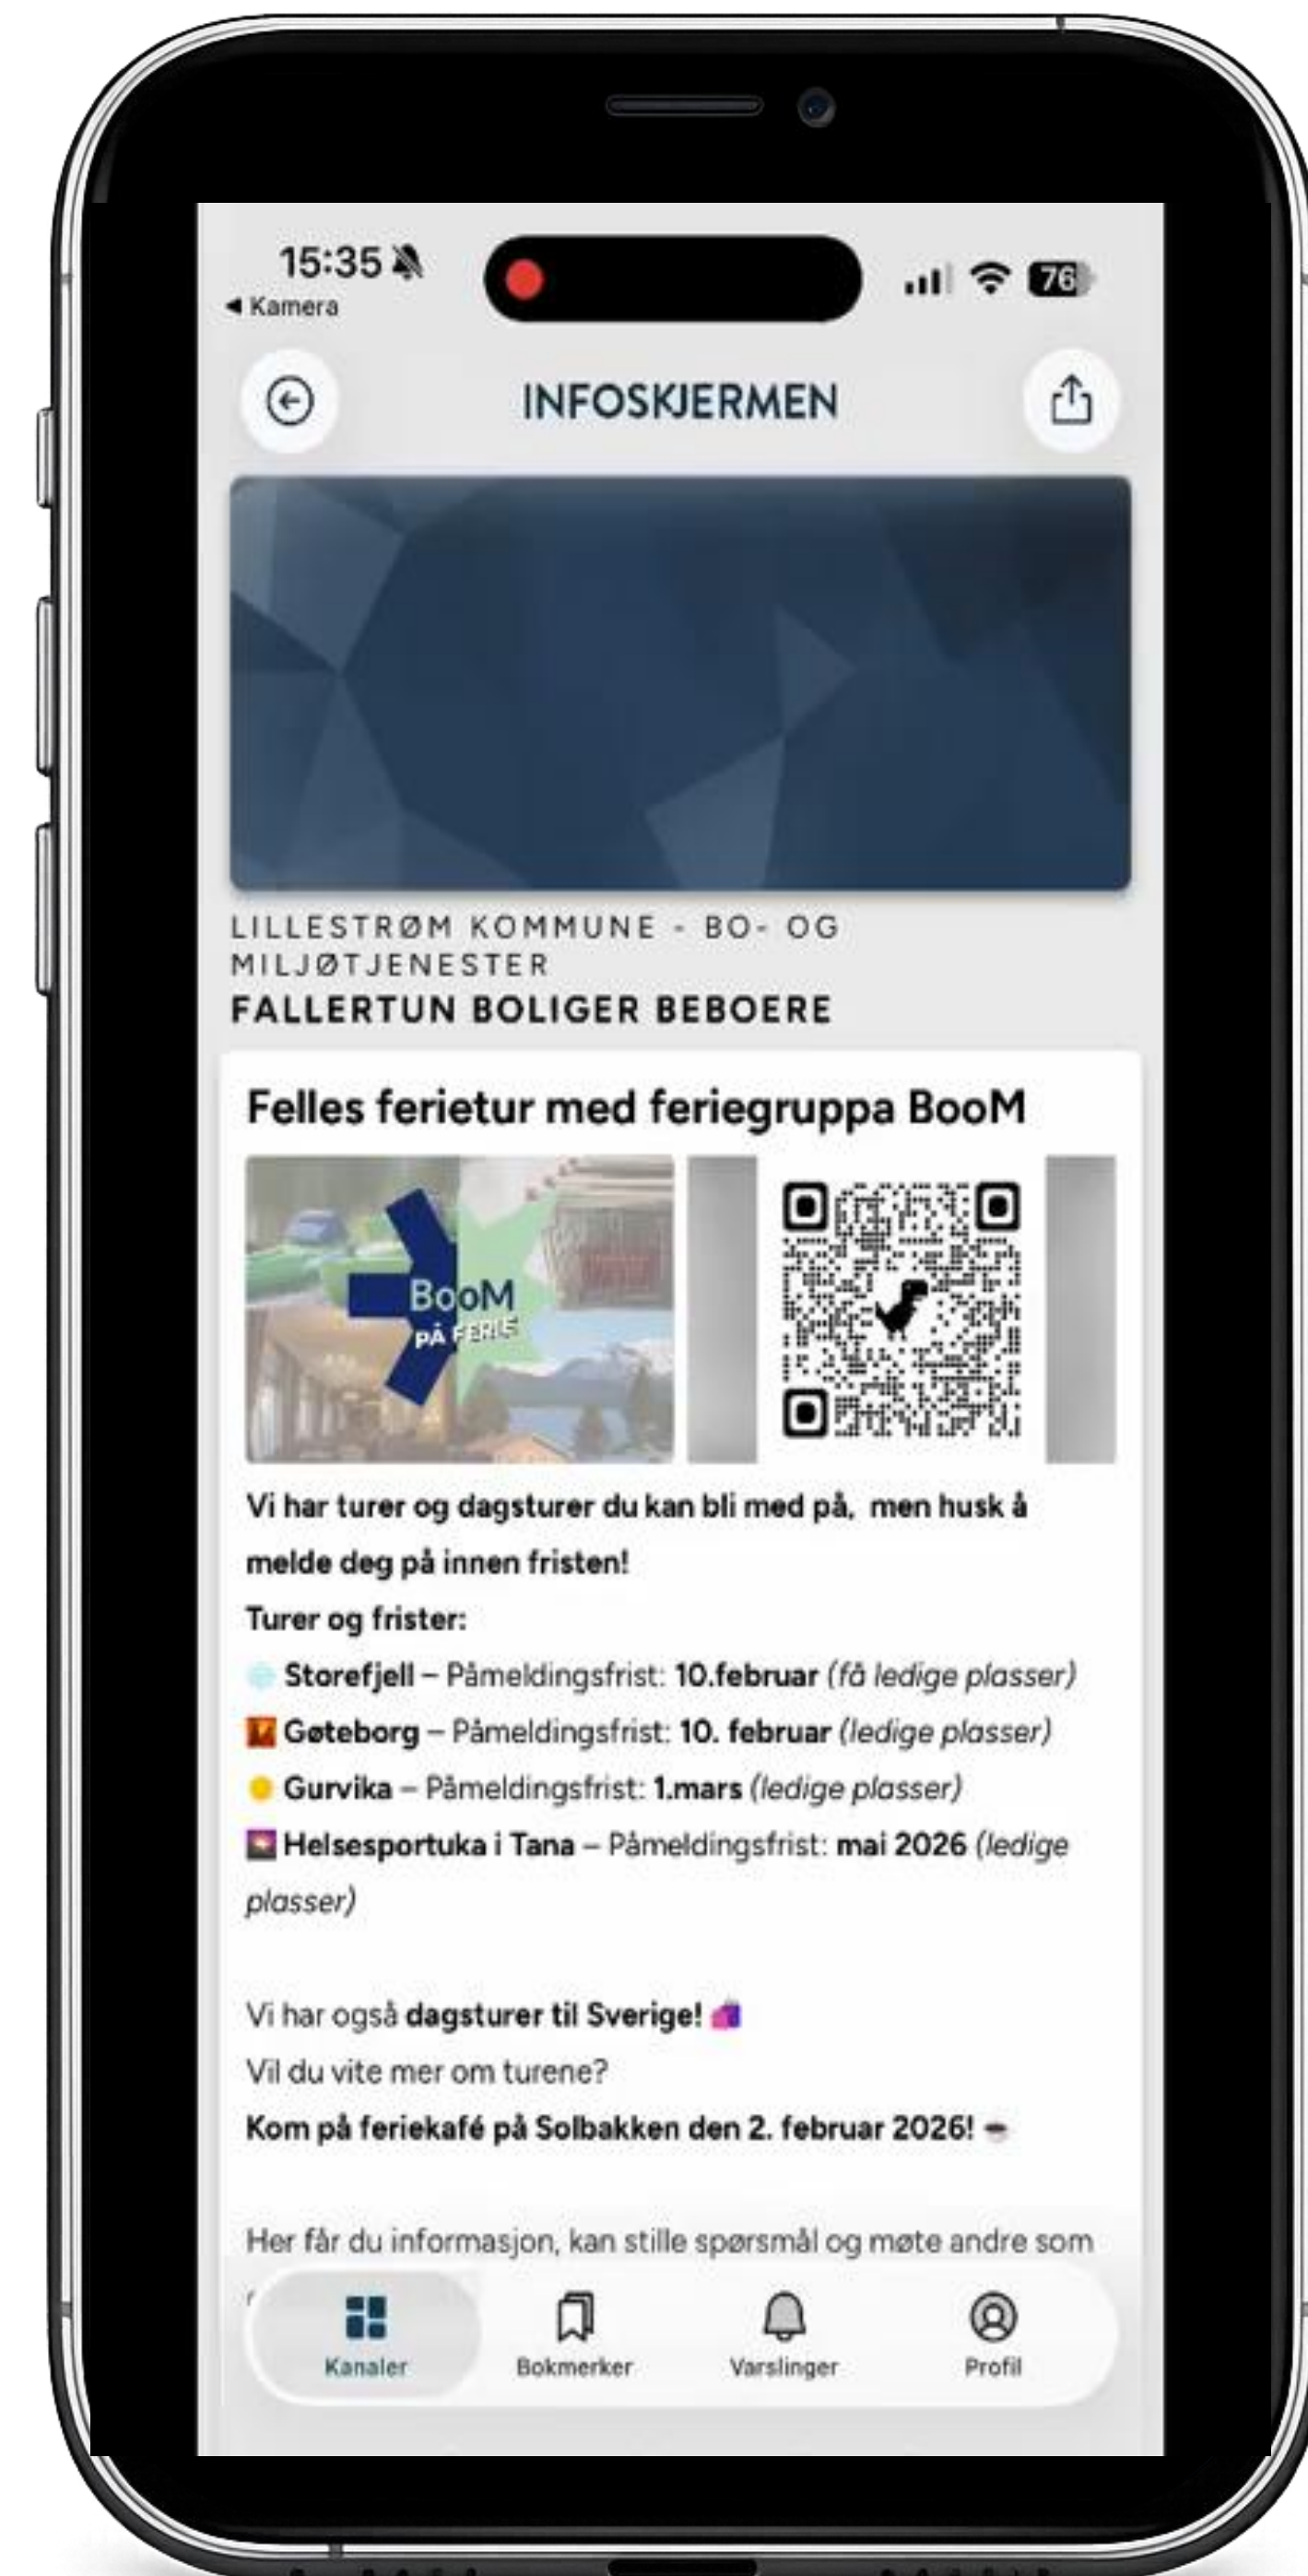 15:35
◀ Kamera
76
INFOSKJERMEN
LILLESTRØM KOMMUNE - BO- OG
MILJØTJENESTER
FALLERTUN BOLIGER BEBOERE
Felles ferietur med feriegruppa BooM
BooM
PÅ FERIE
Vi har turer og dagsturer du kan bli med på, men husk å
melde deg på innen fristen!
Turer og frister:
Storefjell – Påmeldingsfrist: 10.februar (få ledige plasser)
Gøteborg – Påmeldingsfrist: 10. februar (ledige plasser)
Gurvika – Påmeldingsfrist: 1.mars (ledige plasser)
Helsesportuka i Tana – Påmeldingsfrist: mai 2026 (ledige
plasser)
Vi har også dagsturer til Sverige!
Vil du vite mer om turene?
Kom på feriekafé på Solbakken den 2. februar 2026!
Her får du informasjon, kan stille spørsmål og møte andre som
Kanaler
Bokmerker
Varslinger
Profil